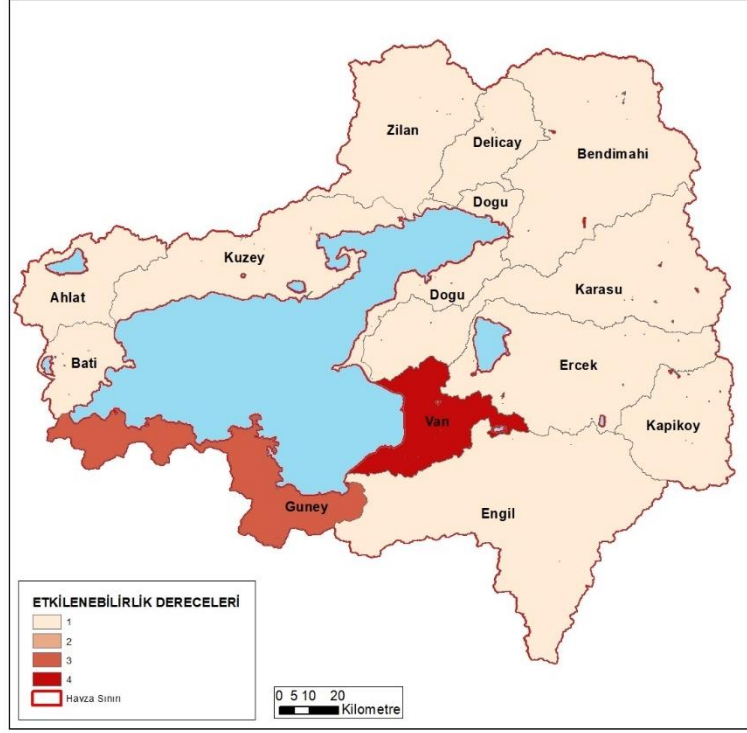 Zilan
Delicay
Bendimahi
Dogu
Kuzey
Ahlat
Dogu
Karasu
Bati
Ercek
Van
Kapikoy
Guney
Engil
ETKİLENEBİLİRLİK DERECELERİ
1
2
3
4
Havza Sınırı
0 5 10 20
Kilometre